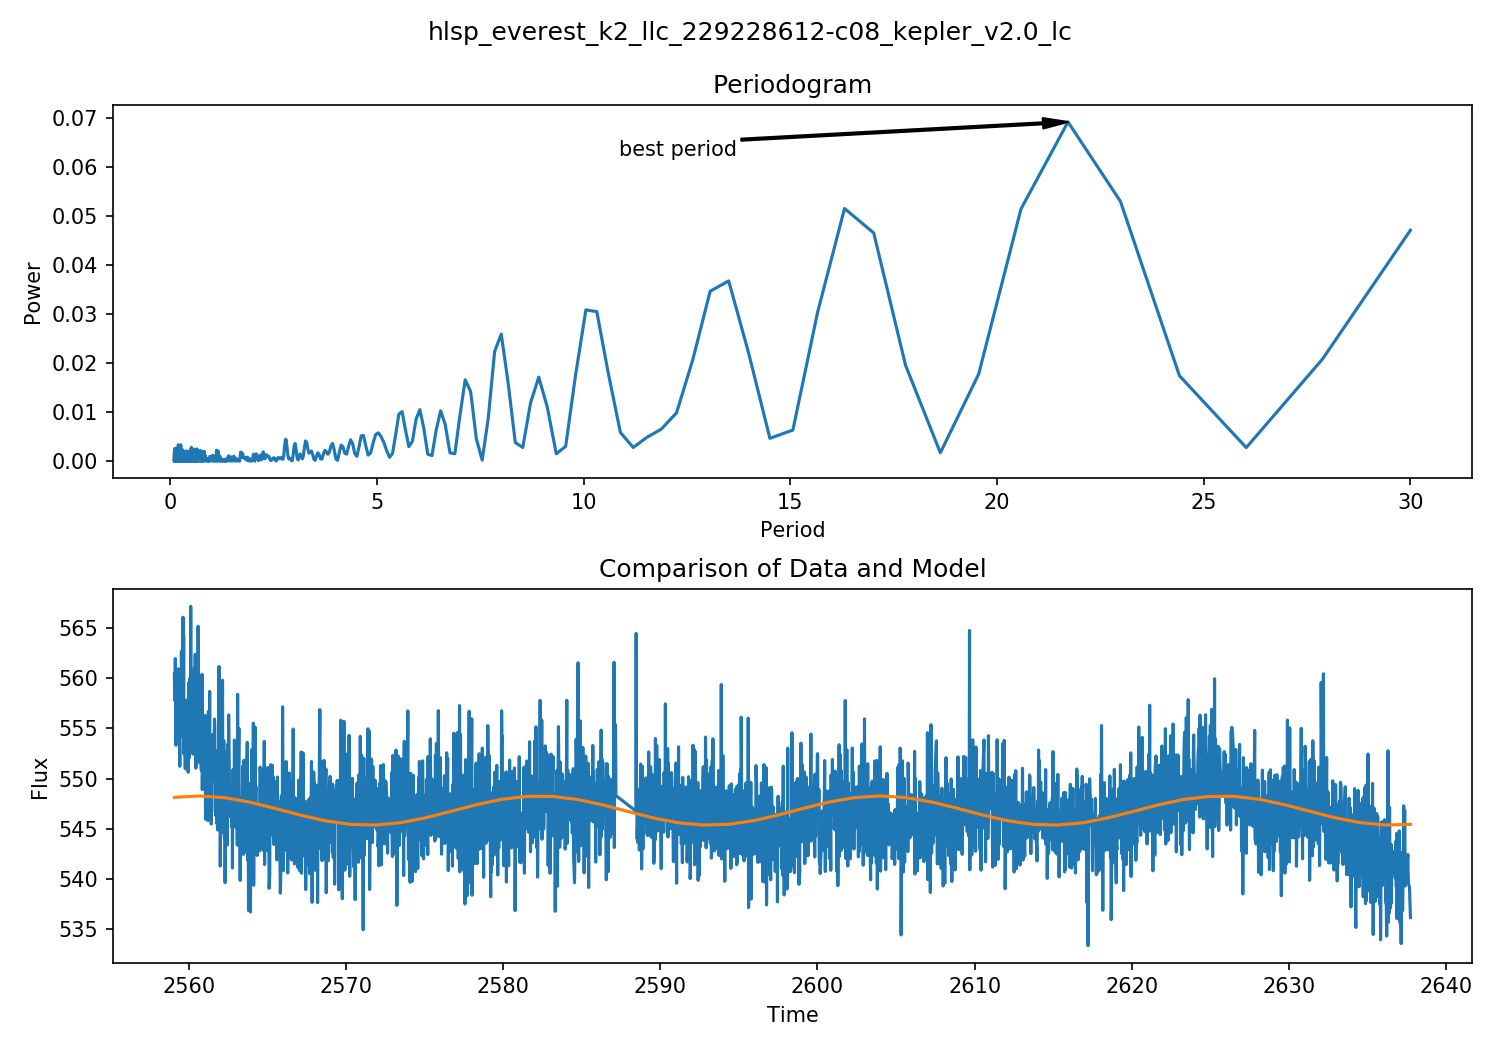 hlsp_everest_k2_llc_229228612-c08_kepler_v2.0_lc
Periodogram
0.07
0.06
0.05
0.04
0.03
0.02
0.01
0.00
Power
best period
0 5 10 15 20 25 30
Period
Comparison of Data and Model
565
560
555
550
545
540
535
Flux
2560 2570 2580 2590 2600 2610 2620 2630 2640
Time